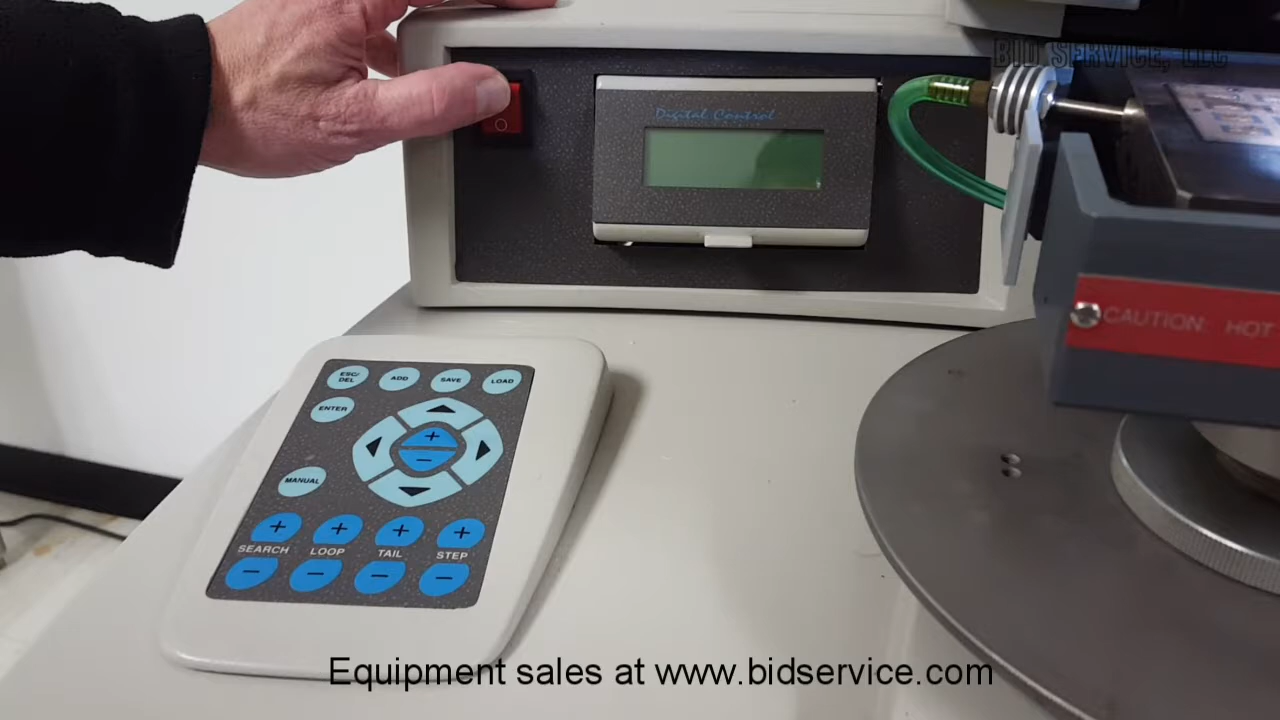 BID SERVICE, LLC
Digital Control
CAUTION: HOT
ESC/
DEL
ADD
SAVE
LOAD
ENTER
MANUAL
SEARCH LOOP TAIL STEP
Equipment sales at www.bidservice.com